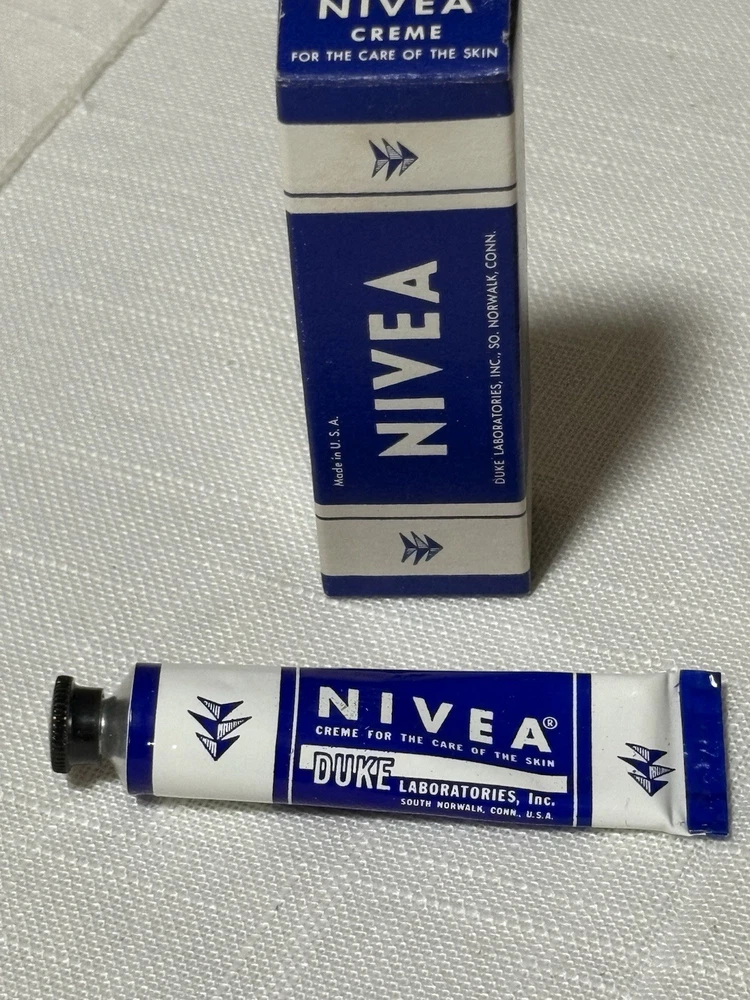 NIVEA
CREME
FOR THE CARE OF THE SKIN
Made in U. S. A.
NIVEA
DUKE LABORATORIES, INC., SO. NORWALK, CONN.
NIVEA®
CREME FOR THE CARE OF THE SKIN
DUKE LABORATORIES, Inc.
SOUTH NORWALK, CONN., U.S.A.